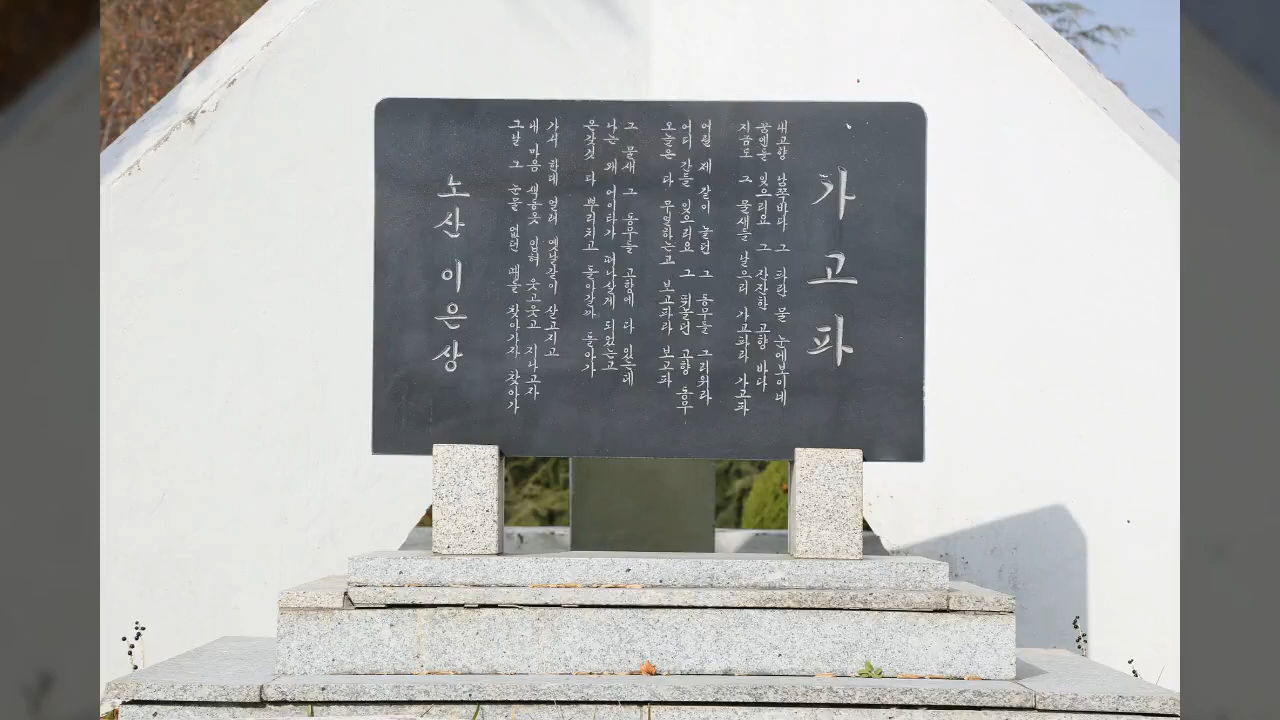 가고파
내고향 남쪽바다 그 파란 물 눈에보이네
꿈엔들 잊으리요 그 잔잔한 고향 바다
지금도 그 물새들 날으리 가고파라 가고파
어릴 제 같이 놀던 그 동무들 그리워라
어디 간들 잊으리요 그 뛰놀던 고향 동무
오늘은 다 무얼하는고 보고파라 보고파
그 물새 그 동무들 고향에 다 있는데
나는 왜 어이타가 떠나살게 되었는고
온갖것 다 뿌리치고 돌아갈까 돌아가
가서 한데 얼려 옛날같이 살고지고
내 마음 색동옷 입혀 웃고웃고 지나고자
그날 그 눈물 없던 때를 찾아가자 찾아가
노산 이은상